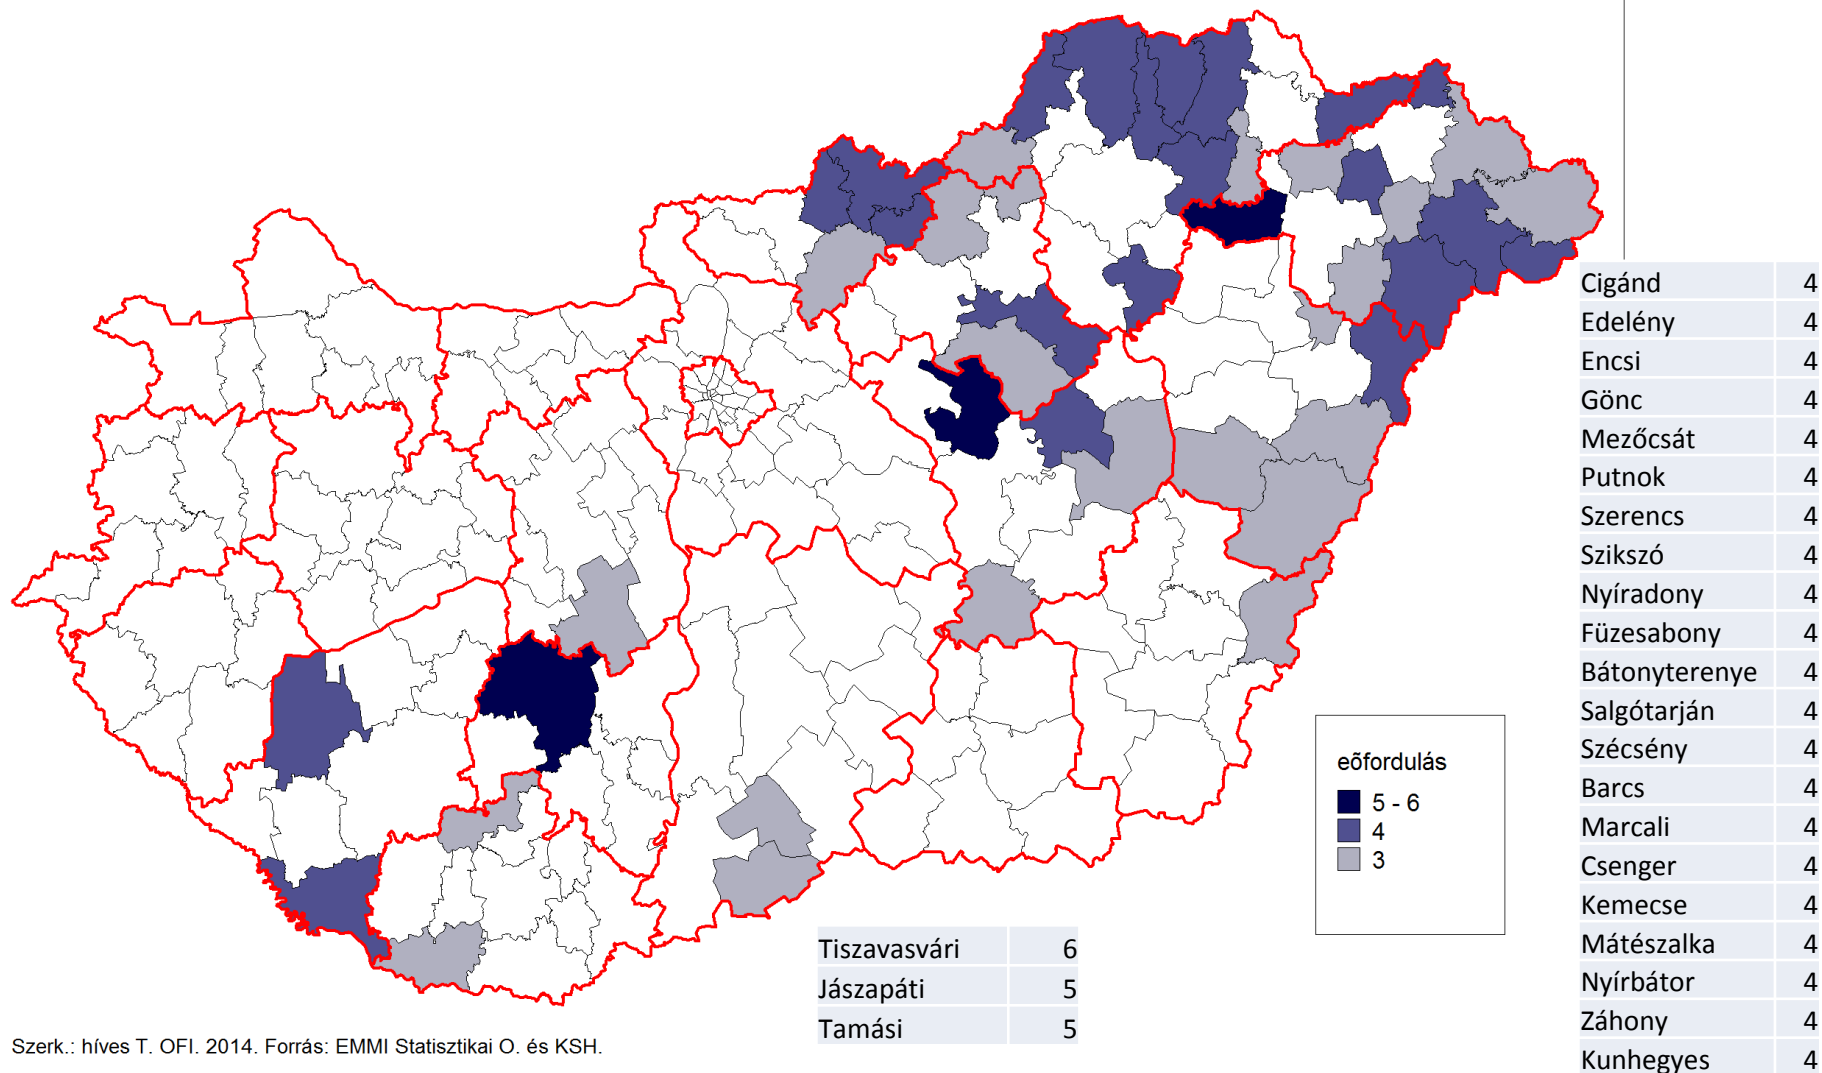 Cigánd 4
Edelény 4
Encsi 4
Gönc 4
Mezőcsát 4
Putnok 4
Szerencs 4
Szikszó 4
Nyíradony 4
Füzesabony 4
Bátonyterenye 4
Salgótarján 4
Szécsény 4
Barcs 4
Marcali 4
Csenger 4
Kemecse 4
Mátészalka 4
Nyírbátor 4
Záhony 4
Kunhegyes 4
eőfordulás
5 - 6
4
3
Tiszavasvári 6
Jászapáti 5
Tamási 5
Szerk.: híves T. OFI. 2014. Forrás: EMMI Statisztikai O. és KSH.